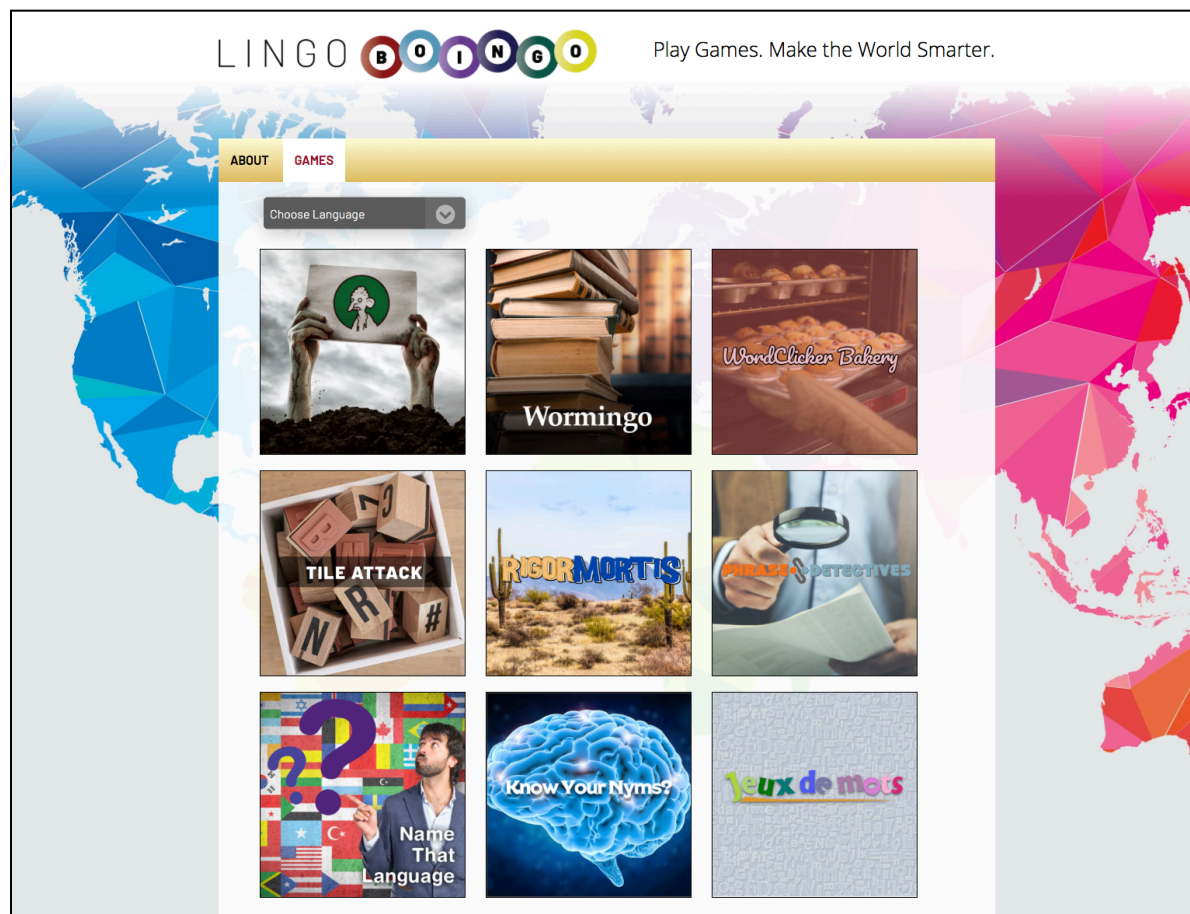 LINGO BOINGO
Play Games. Make the World Smarter.
ABOUT
GAMES
Choose Language
Wormingo
WordClicker Bakery
TILE ATTACK
RIGOR MORTIS
PHRASE DETECTIVES
Name
That
Language
Know Your Nyms?
Jeux de mots